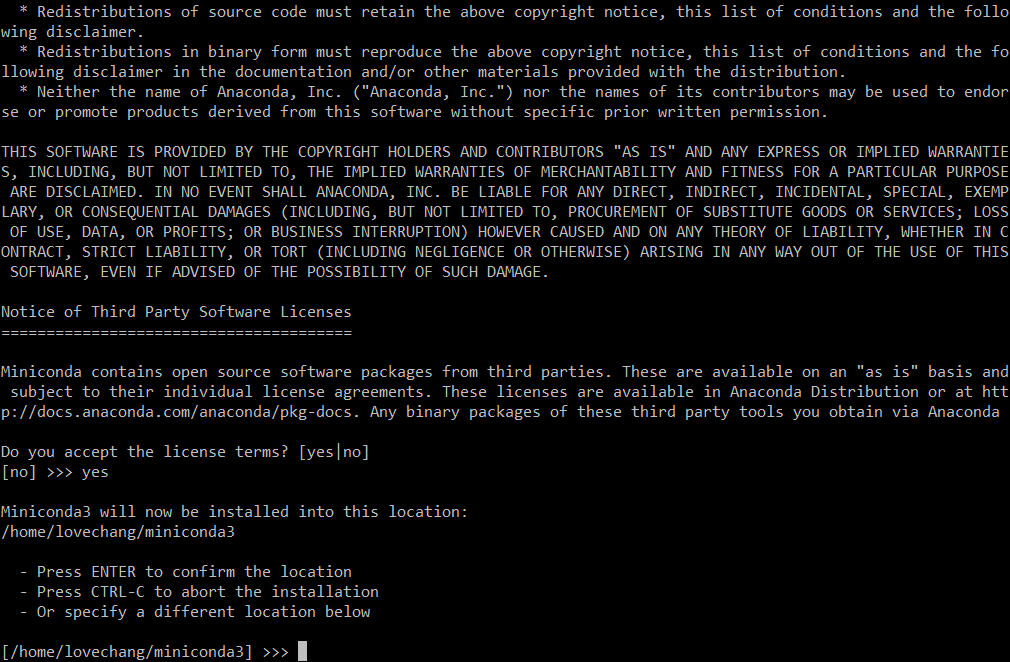 * Redistributions of source code must retain the above copyright notice, this list of conditions and the follo
wing disclaimer.
  * Redistributions in binary form must reproduce the above copyright notice, this list of conditions and the fo
llowing disclaimer in the documentation and/or other materials provided with the distribution.
  * Neither the name of Anaconda, Inc. ("Anaconda, Inc.") nor the names of its contributors may be used to endor
se or promote products derived from this software without specific prior written permission.

THIS SOFTWARE IS PROVIDED BY THE COPYRIGHT HOLDERS AND CONTRIBUTORS "AS IS" AND ANY EXPRESS OR IMPLIED WARRANTIE
S, INCLUDING, BUT NOT LIMITED TO, THE IMPLIED WARRANTIES OF MERCHANTABILITY AND FITNESS FOR A PARTICULAR PURPOSE
 ARE DISCLAIMED. IN NO EVENT SHALL ANACONDA, INC. BE LIABLE FOR ANY DIRECT, INDIRECT, INCIDENTAL, SPECIAL, EXEMP
LARY, OR CONSEQUENTIAL DAMAGES (INCLUDING, BUT NOT LIMITED TO, PROCUREMENT OF SUBSTITUTE GOODS OR SERVICES; LOSS
 OF USE, DATA, OR PROFITS; OR BUSINESS INTERRUPTION) HOWEVER CAUSED AND ON ANY THEORY OF LIABILITY, WHETHER IN C
ONTRACT, STRICT LIABILITY, OR TORT (INCLUDING NEGLIGENCE OR OTHERWISE) ARISING IN ANY WAY OUT OF THE USE OF THIS
 SOFTWARE, EVEN IF ADVISED OF THE POSSIBILITY OF SUCH DAMAGE.

Notice of Third Party Software Licenses
=======================================

Miniconda contains open source software packages from third parties. These are available on an "as is" basis and
 subject to their individual license agreements. These licenses are available in Anaconda Distribution or at htt
p://docs.anaconda.com/anaconda/pkg-docs. Any binary packages of these third party tools you obtain via Anaconda

Do you accept the license terms? [yes|no]
[no] >>> yes

Miniconda3 will now be installed into this location:
/home/lovechang/miniconda3

  - Press ENTER to confirm the location
  - Press CTRL-C to abort the installation
  - Or specify a different location below

[/home/lovechang/miniconda3] >>>